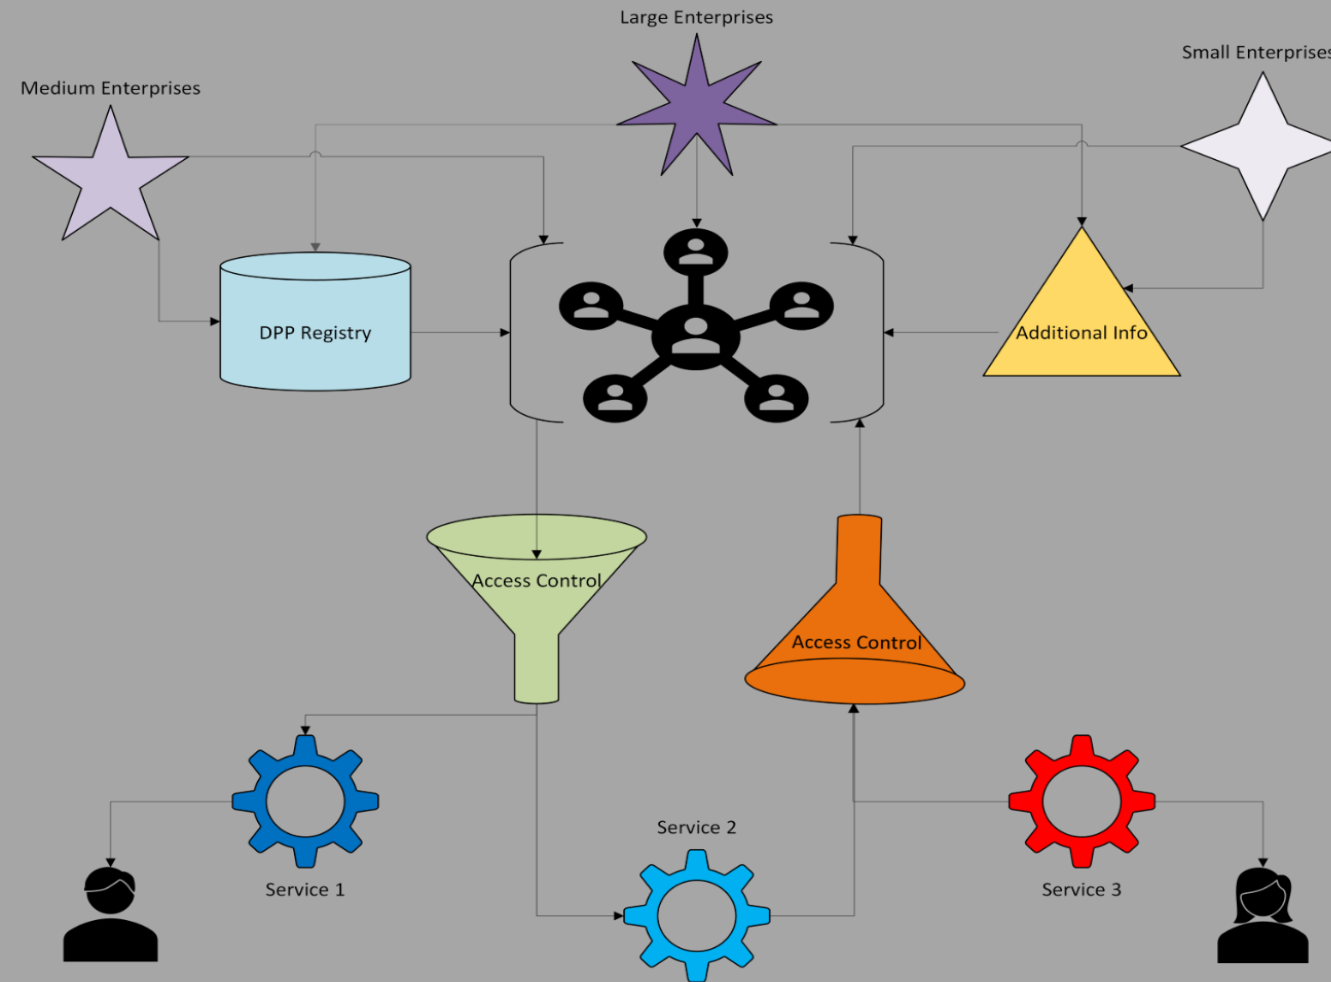 Large Enterprises
Small Enterprises
Medium Enterprises
DPP Registry
Additional Info
Access Control
Access Control
Service 2
Service 1
Service 3